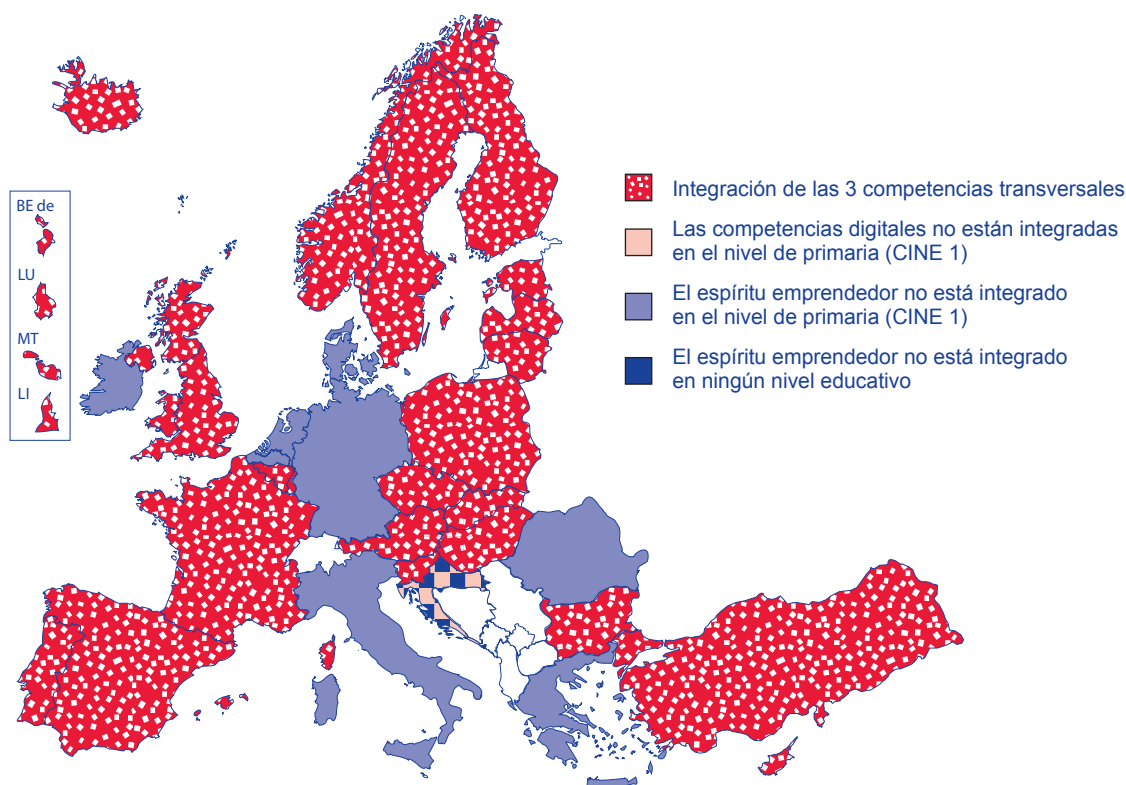 BE de
LU
MT
LI
Integración de las 3 competencias transversales
Las competencias digitales no están integradas
en el nivel de primaria (CINE 1)
El espíritu emprendedor no está integrado
en el nivel de primaria (CINE 1)
El espíritu emprendedor no está integrado
en ningún nivel educativo